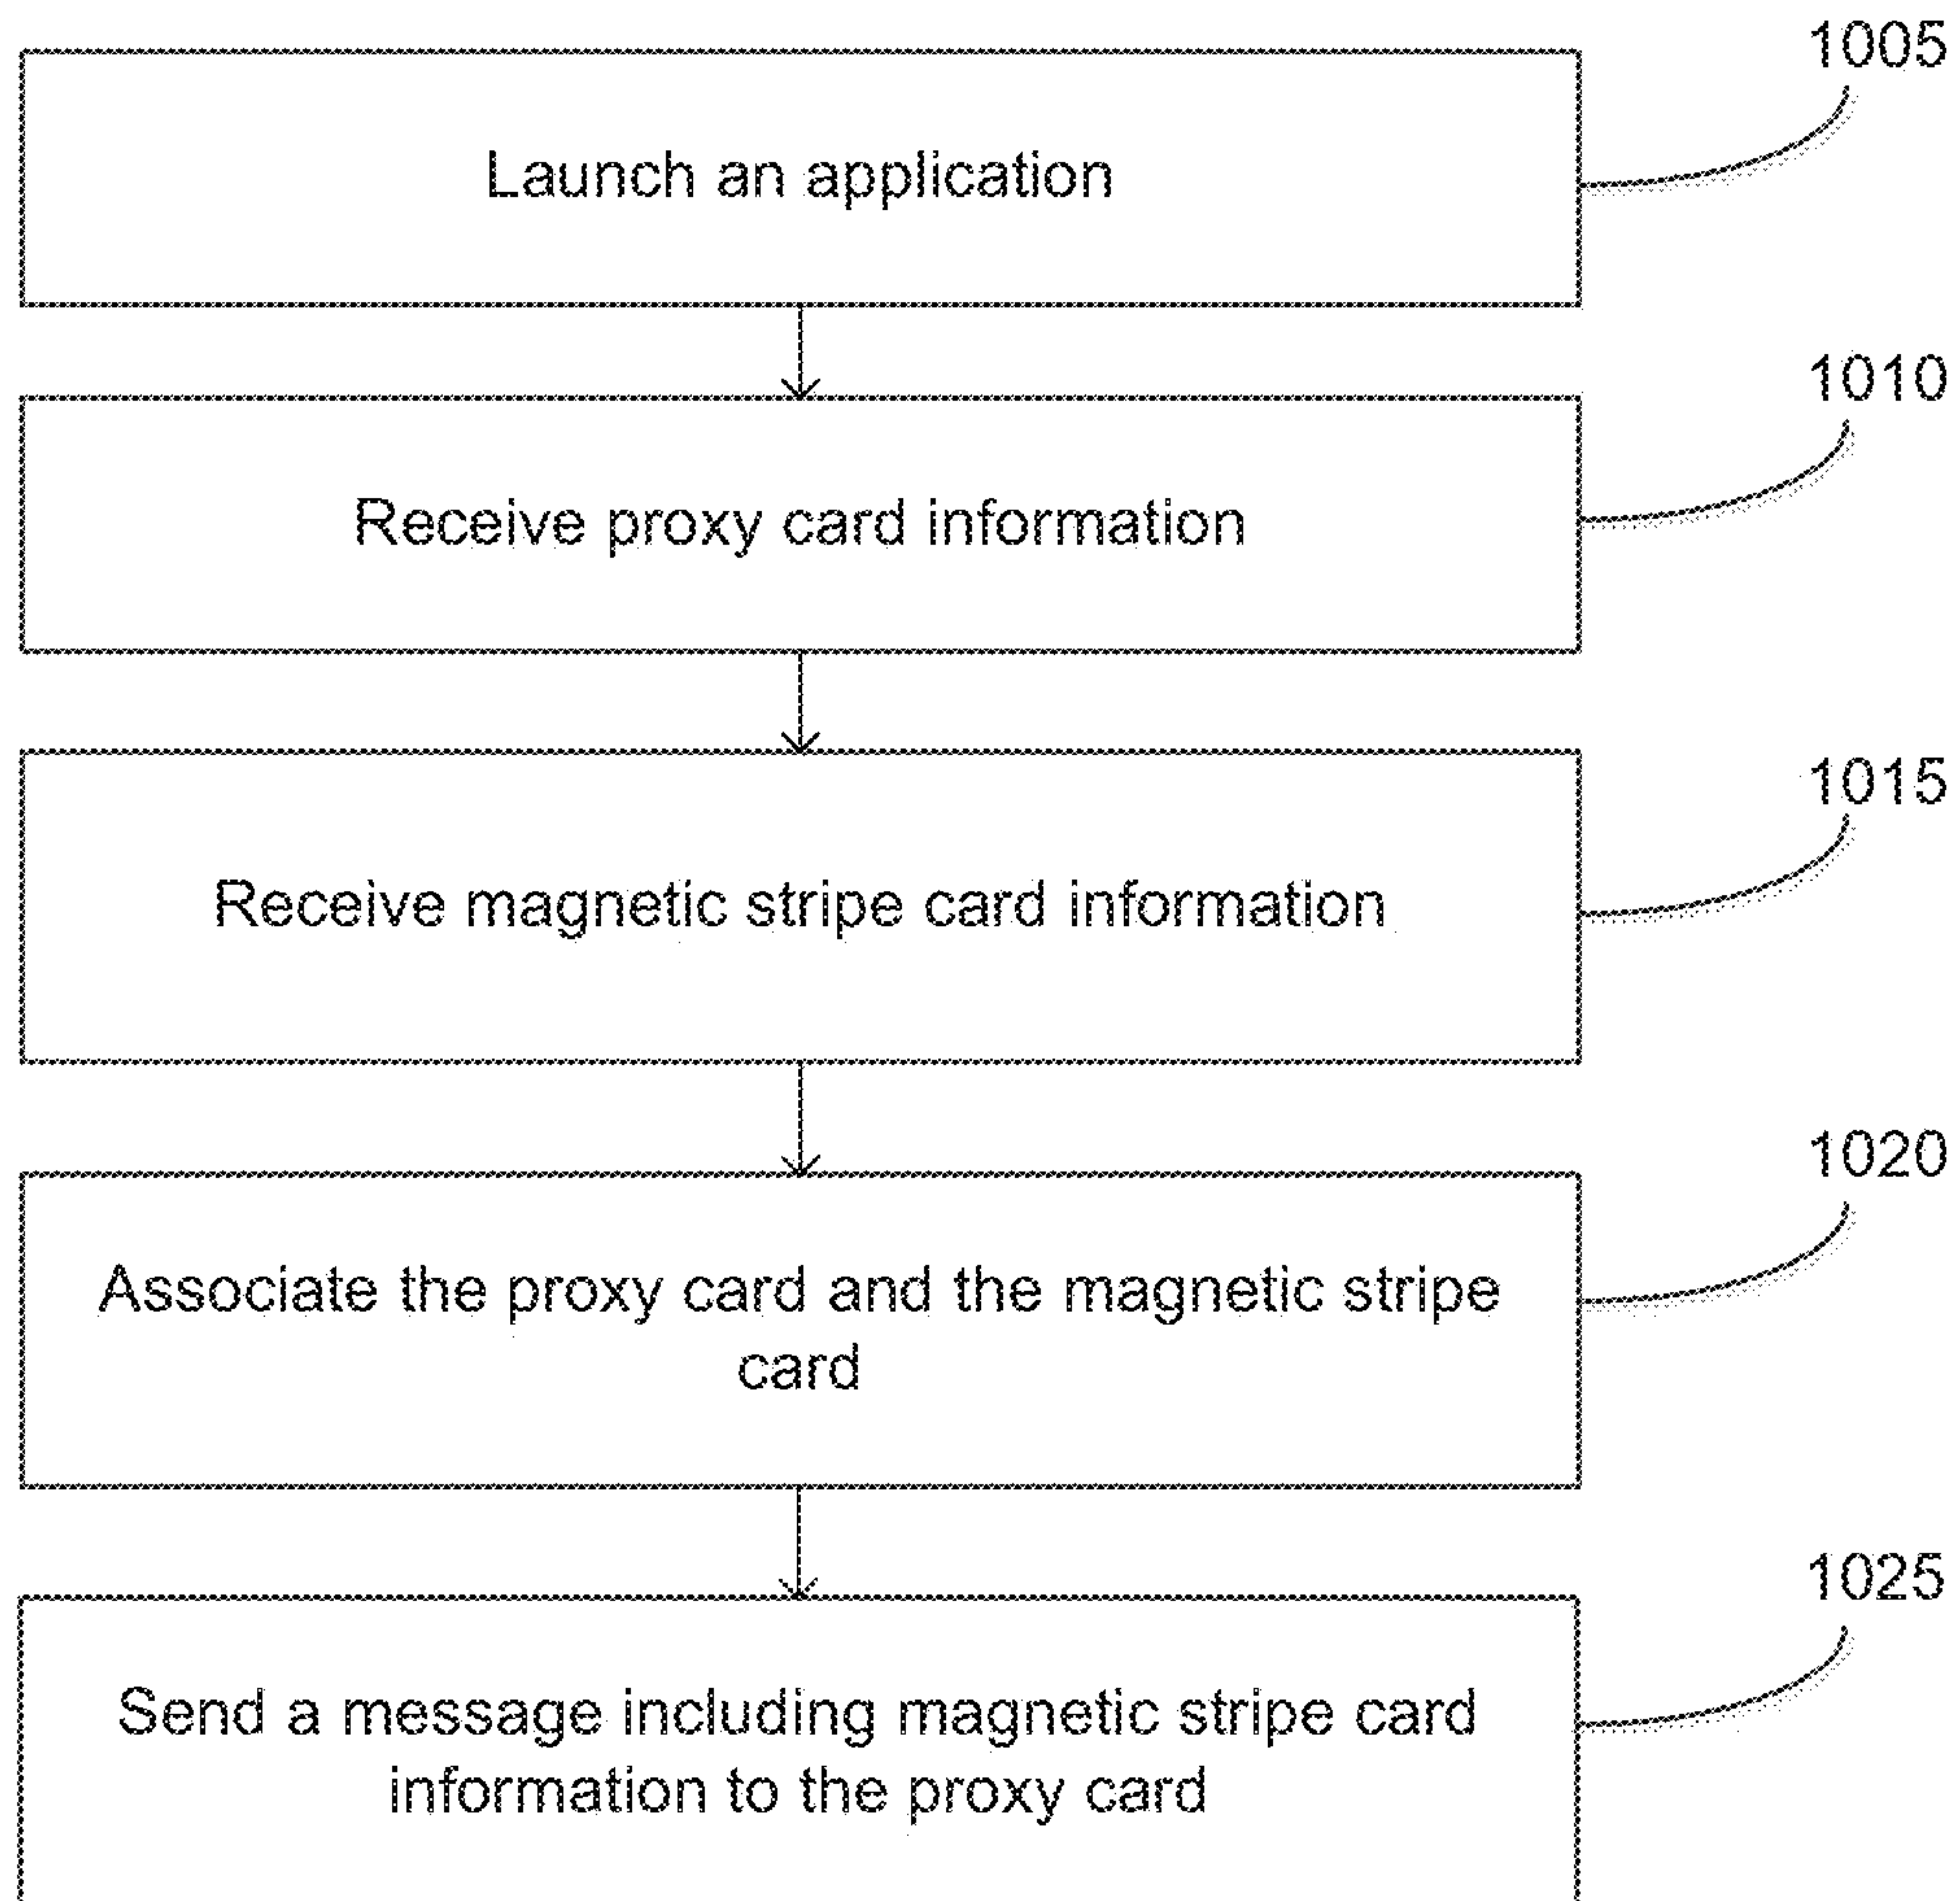 1005
Launch an application
1010
Receive proxy card information
1015
Receive magnetic stripe card information
1020
Associate the proxy card and the magnetic stripe
card
1025
Send a message including magnetic stripe card
information to the proxy card